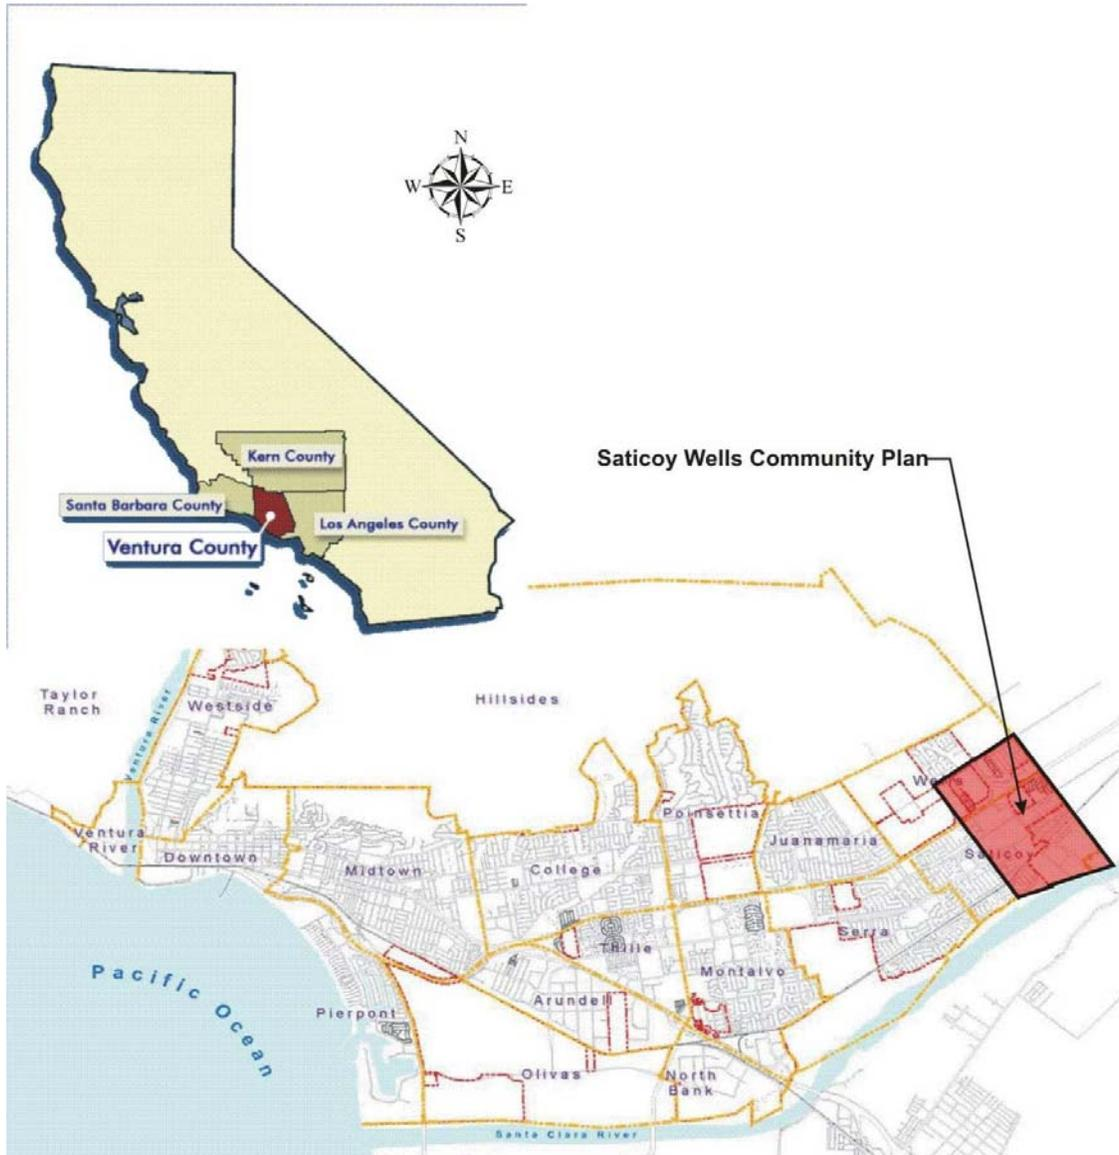 N
W E
S
Kern County
Santa Barbara County
Los Angeles County
Ventura County
Saticoy Wells Community Plan
Taylor
Ranch
Ventura River
Westside
Hillsides
Wells
Poinsettia
Ventura
River
Downtown
Midtown
College
Juanamaria
Saticoy
Serra
Thille
Montalvo
Pacific Ocean
Pierpont
Arundell
Olivas
North
Bank
Santa Clara River